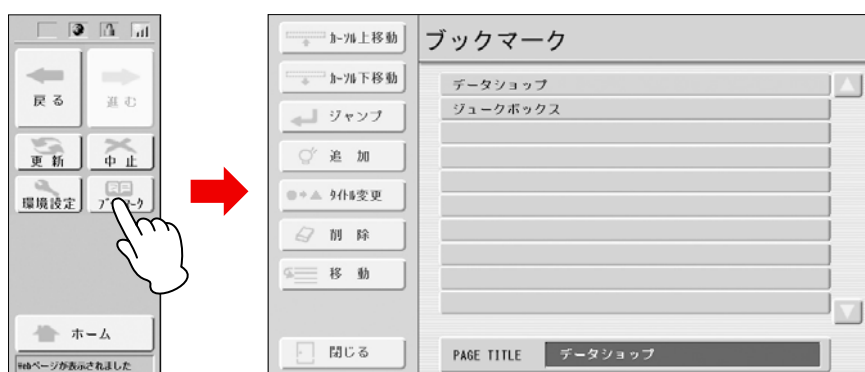 戻る
進む
更新
中止
環境設定
ブックマーク
ホーム
Webページが表示されました
ｶｰｿﾙ上移動
ｶｰｿﾙ下移動
ジャンプ
追 加
ﾀｲﾄﾙ変更
削 除
移 動
閉じる
ブックマーク
データショップ
ジュークボックス
PAGE TITLE データショップ